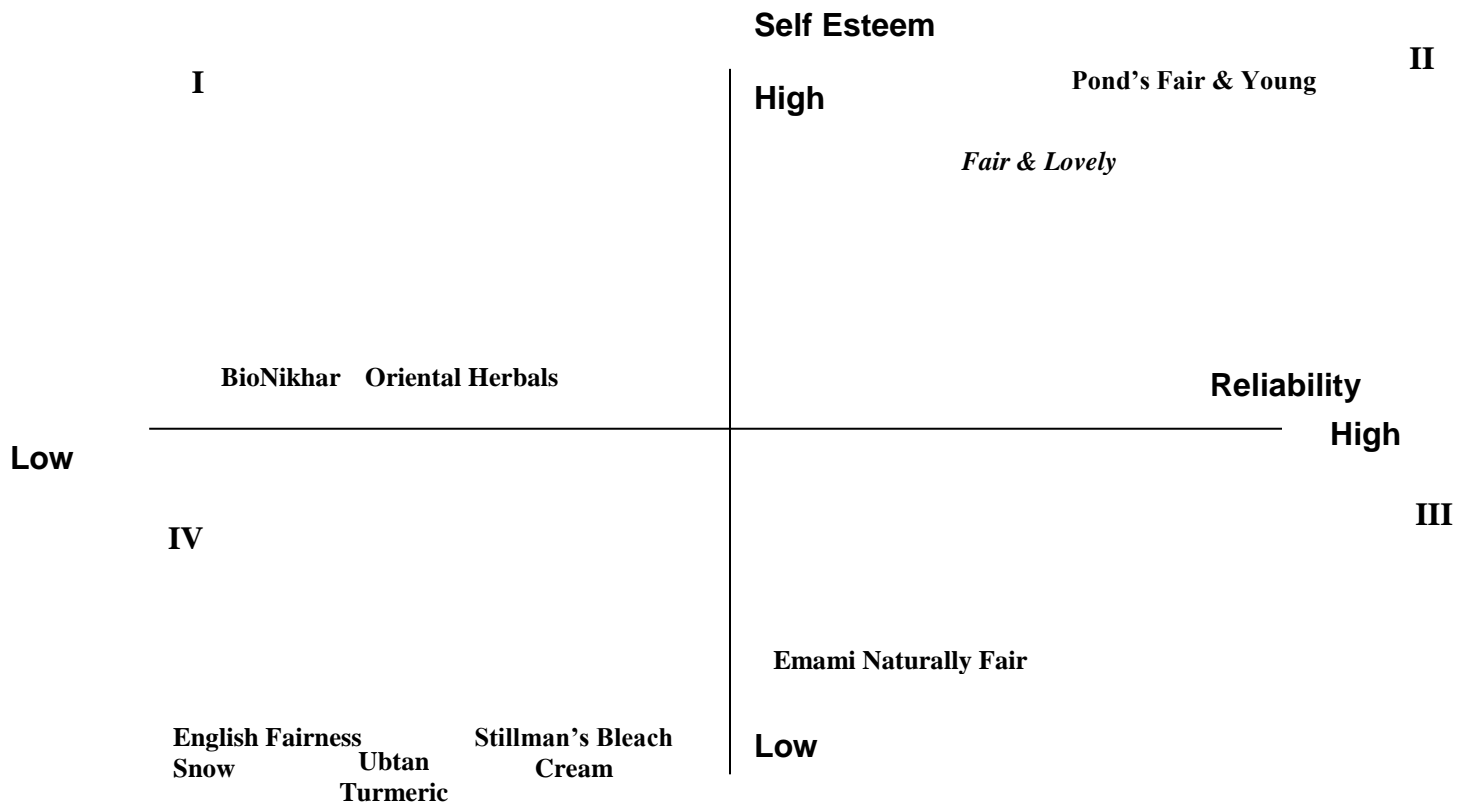 Self Esteem
I
High
Pond’s Fair & Young
II
Fair & Lovely
BioNikhar Oriental Herbals
Reliability
High
Low
III
IV
Emami Naturally Fair
English Fairness
Snow
Ubtan
Turmeric
Stillman’s Bleach
Cream
Low